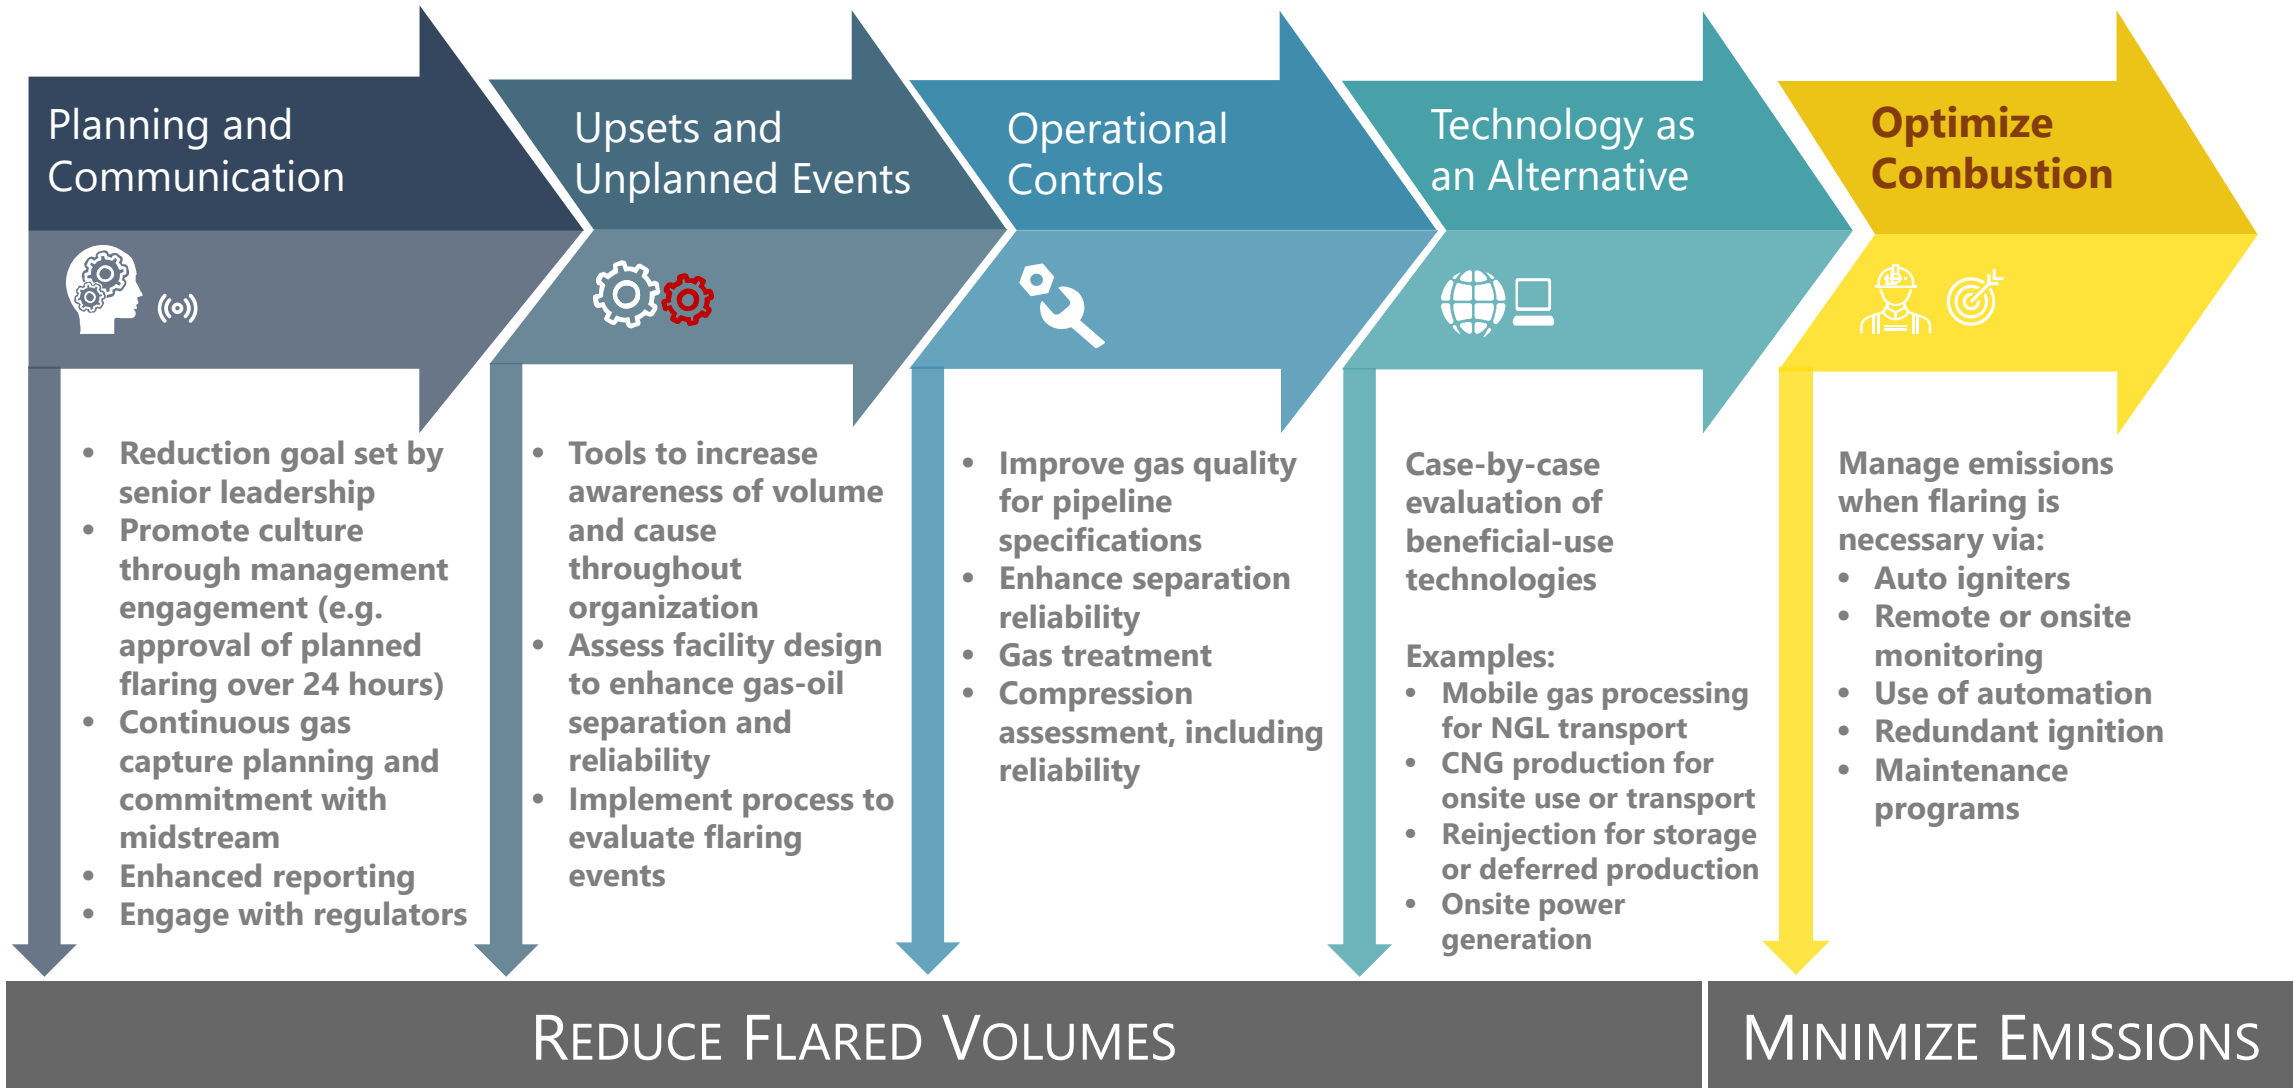 Planning and
Communication
Upsets and
Unplanned Events
Operational
Controls
Technology as
an Alternative
Optimize
Combustion
• Reduction goal set by
senior leadership
• Promote culture
through management
engagement (e.g.
approval of planned
flaring over 24 hours)
• Continuous gas
capture planning and
commitment with
midstream
• Enhanced reporting
• Engage with regulators
• Tools to increase
awareness of volume
and cause
throughout
organization
• Assess facility design
to enhance gas-oil
separation and
reliability
• Implement process to
evaluate flaring
events
• Improve gas quality
for pipeline
specifications
• Enhance separation
reliability
• Gas treatment
• Compression
assessment, including
reliability
Case-by-case
evaluation of
beneficial-use
technologies
Examples:
• Mobile gas processing
for NGL transport
• CNG production for
onsite use or transport
• Reinjection for storage
or deferred production
• Onsite power
generation
Manage emissions
when flaring is
necessary via:
• Auto igniters
• Remote or onsite
monitoring
• Use of automation
• Redundant ignition
• Maintenance
programs
REDUCE FLARED VOLUMES
MINIMIZE EMISSIONS